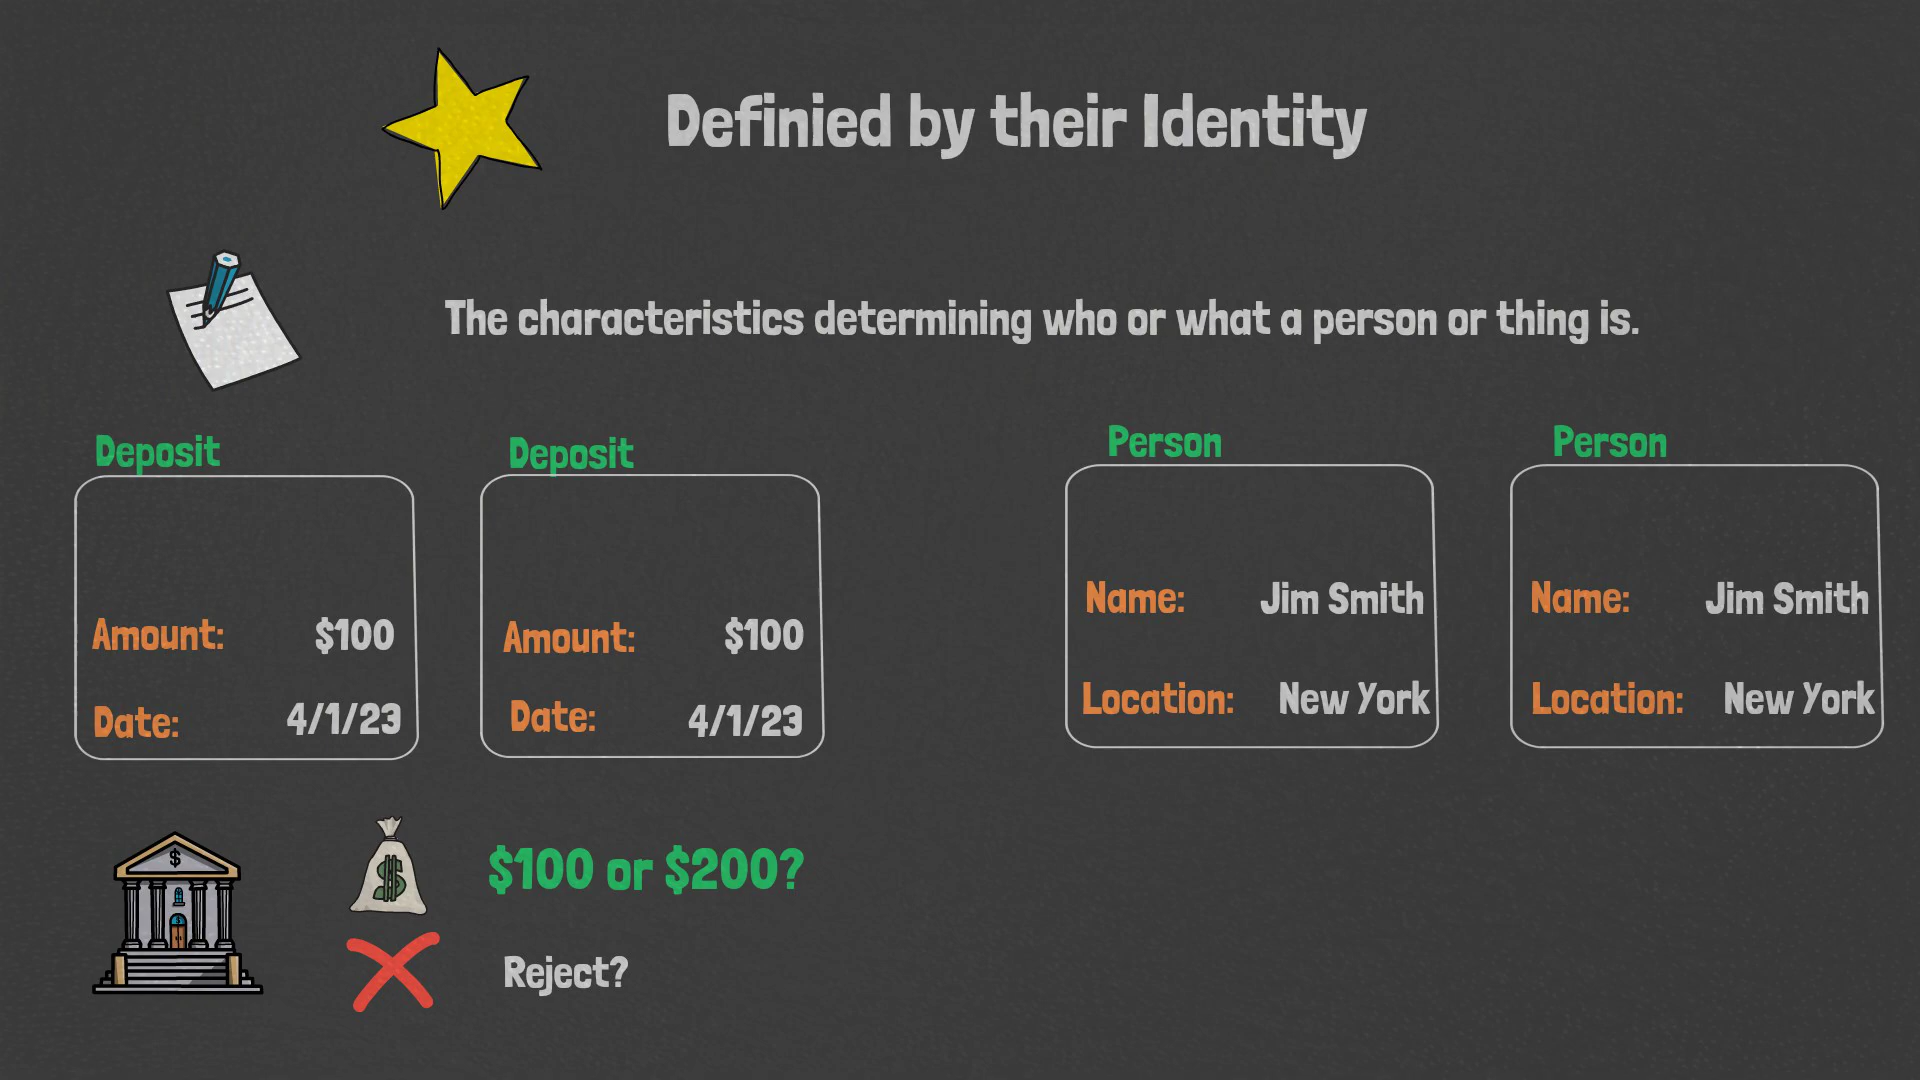 Definied by their Identity
The characteristics determining who or what a person or thing is.
Deposit
Amount: $100
Date: 4/1/23
Deposit
Amount: $100
Date: 4/1/23
Person
Name: Jim Smith
Location: New York
Person
Name: Jim Smith
Location: New York
$
$
$100 or $200?
Reject?